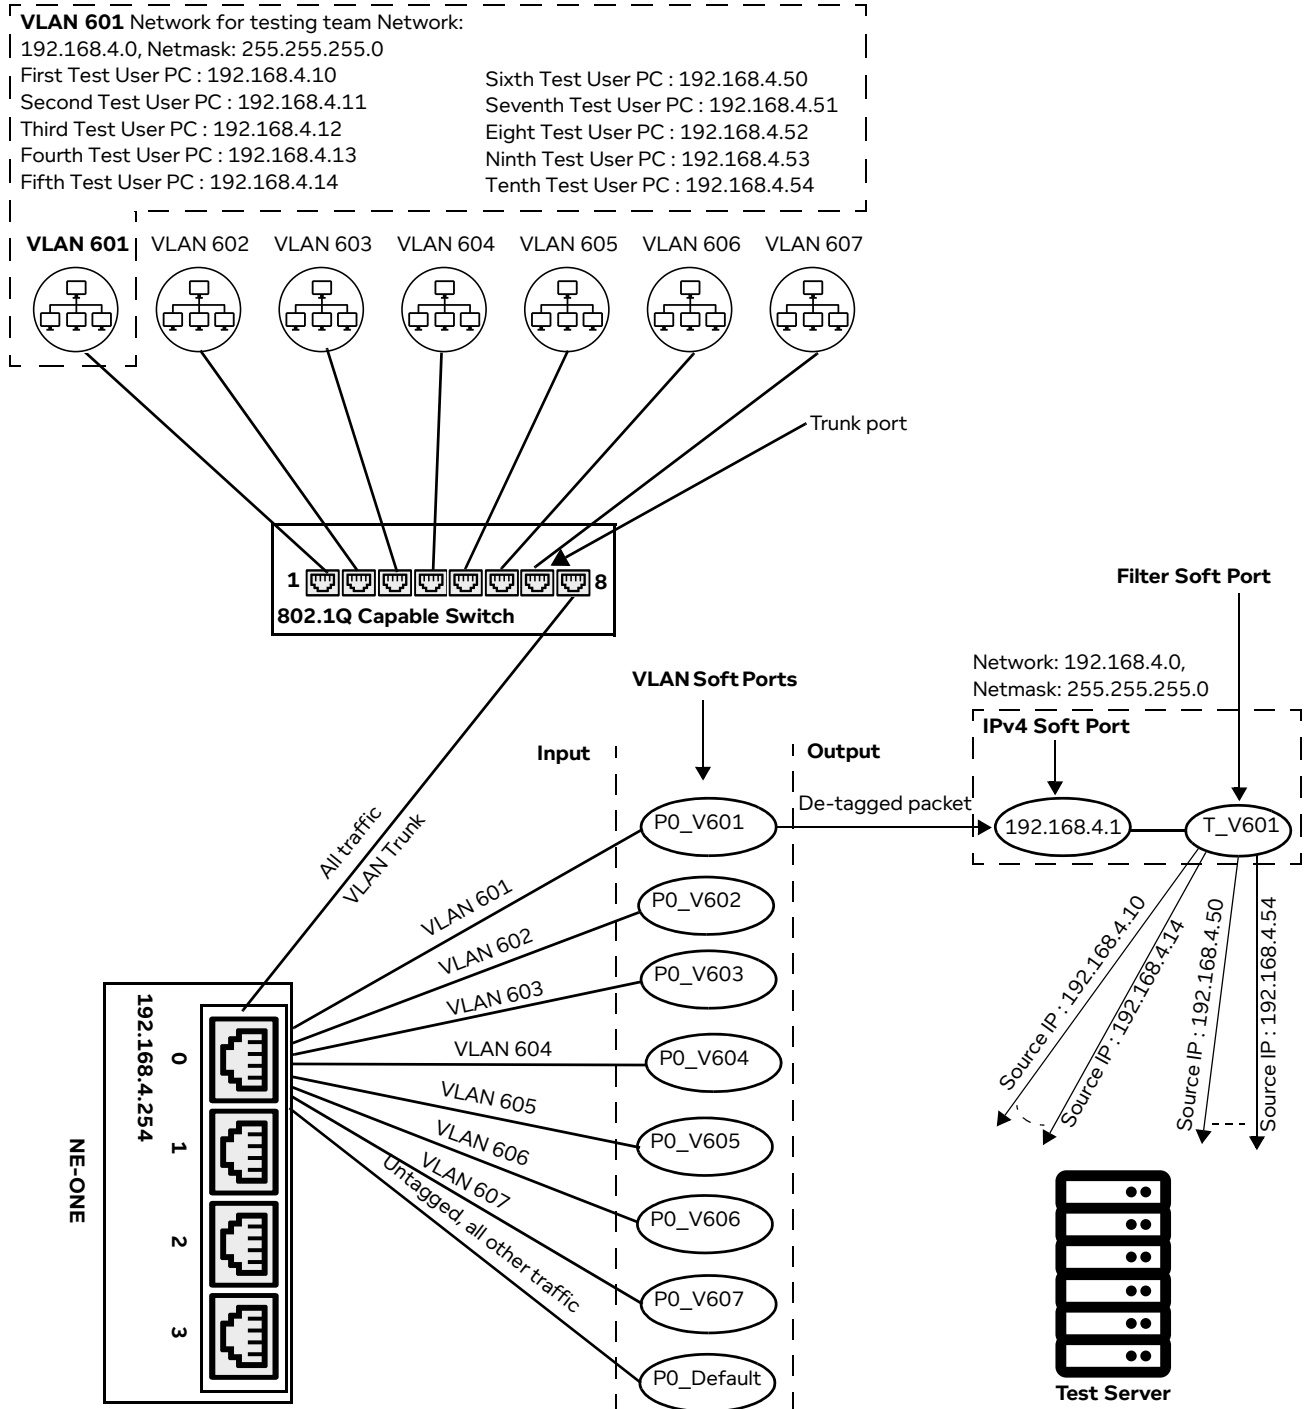 VLAN 601 Network for testing team Network:
192.168.4.0, Netmask: 255.255.255.0
First Test User PC : 192.168.4.10
Second Test User PC : 192.168.4.11
Third Test User PC : 192.168.4.12
Fourth Test User PC : 192.168.4.13
Fifth Test User PC : 192.168.4.14
Sixth Test User PC : 192.168.4.50
Seventh Test User PC : 192.168.4.51
Eight Test User PC : 192.168.4.52
Ninth Test User PC : 192.168.4.53
Tenth Test User PC : 192.168.4.54
VLAN 601
VLAN 602
VLAN 603
VLAN 604
VLAN 605
VLAN 606
VLAN 607
Trunk port
1
8
802.1Q Capable Switch
Filter Soft Port
Network: 192.168.4.0,
Netmask: 255.255.255.0
VLAN Soft Ports
IPv4 Soft Port
Input
Output
De-tagged packet
P0_V601
192.168.4.1
T_V601
All traffic
VLAN Trunk
VLAN 601
P0_V602
VLAN 602
P0_V603
VLAN 603
VLAN 604
P0_V604
VLAN 605
P0_V605
VLAN 606
P0_V606
VLAN 607
P0_V607
Untagged, all other traffic
P0_Default
Source IP : 192.168.4.10
Source IP : 192.168.4.14
Source IP : 192.168.4.50
Source IP : 192.168.4.54
192.168.4.254
0
1
2
3
NE-ONE
Test Server